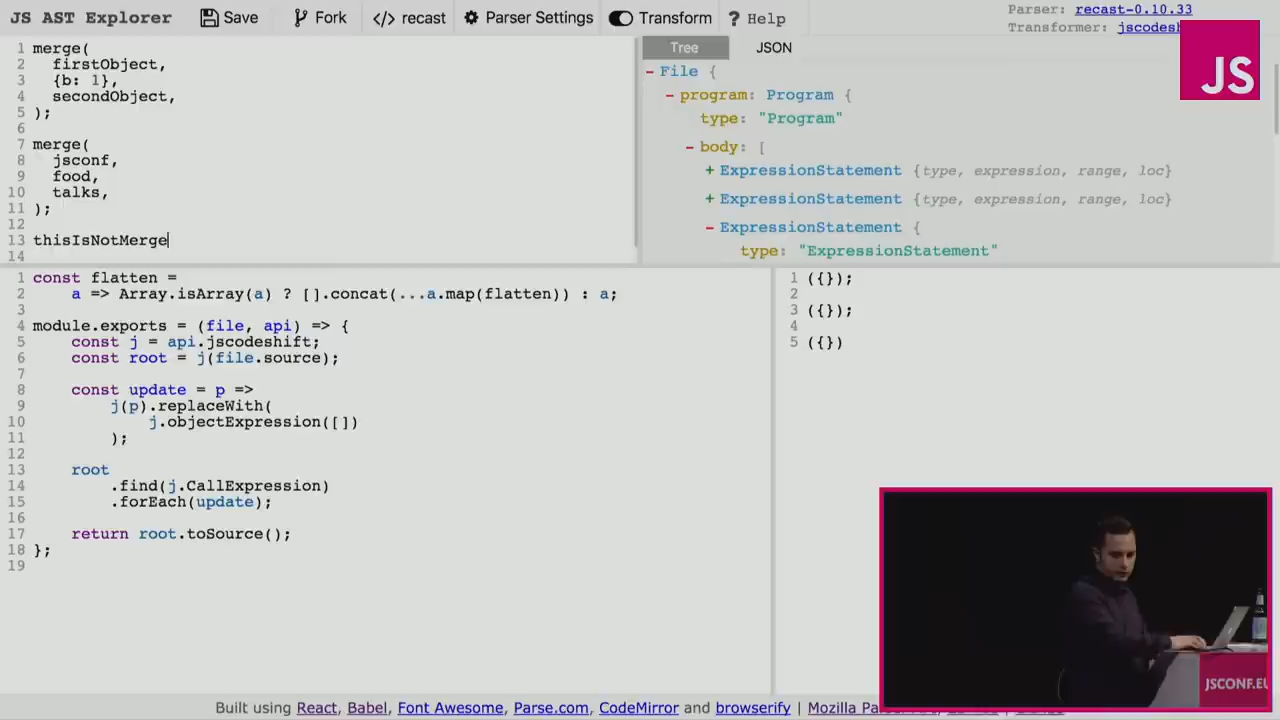 JS AST Explorer Save Fork </> recast Parser Settings Transform ? Help
Parser: recast-0.10.33
Transformer: jscodesh
JS
1 merge(
2 firstObject,
3 {b: 1},
4 secondObject,
5 );
6
7 merge(
8 jsconf,
9 food,
10 talks,
11 );
12
13 thisIsNotMerge
14
Tree JSON
- File {
- program: Program {
type: "Program"
- body: [
+ ExpressionStatement {type, expression, range, loc}
+ ExpressionStatement {type, expression, range, loc}
- ExpressionStatement {
type: "ExpressionStatement"
1 const flatten =
2 a => Array.isArray(a) ? [].concat(...a.map(flatten)) : a;
3
4 module.exports = (file, api) => {
5 const j = api.jscodeshift;
6 const root = j(file.source);
7
8 const update = p =>
9 j(p).replaceWith(
10 j.objectExpression([])
11 );
12
13 root
14 .find(j.CallExpression)
15 .forEach(update);
16
17 return root.toSource();
18 };
19
1 ({});
2
3 ({});
4
5 ({})
JSCONF.EU
Built using React, Babel, Font Awesome, Parse.com, CodeMirror and browserify | Mozilla Pars